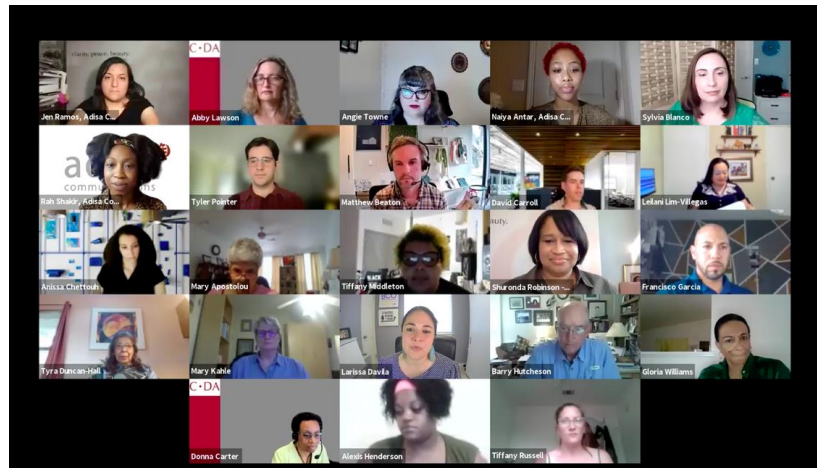 clarity. power. beauty.
Jen Ramos, Adisa C...
C·DA
Abby Lawson
Angie Towne
Naiya Antar, Adisa C...
Sylvia Blanco
Rah Shakir, Adisa Co...
Tyler Pointer
Matthew Beaton
David Carroll
Leilani Lim-Villegas
Anissa Chettouh
Mary Apostolou
BLACK
Tiffany Middleton
Shuronda Robinson -...
Francisco Garcia
Tyra Duncan-Hall
Mary Kahle
Larissa Davila
Barry Hutcheson
Gloria Williams
C·DA
Donna Carter
Alexis Henderson
Tiffany Russell